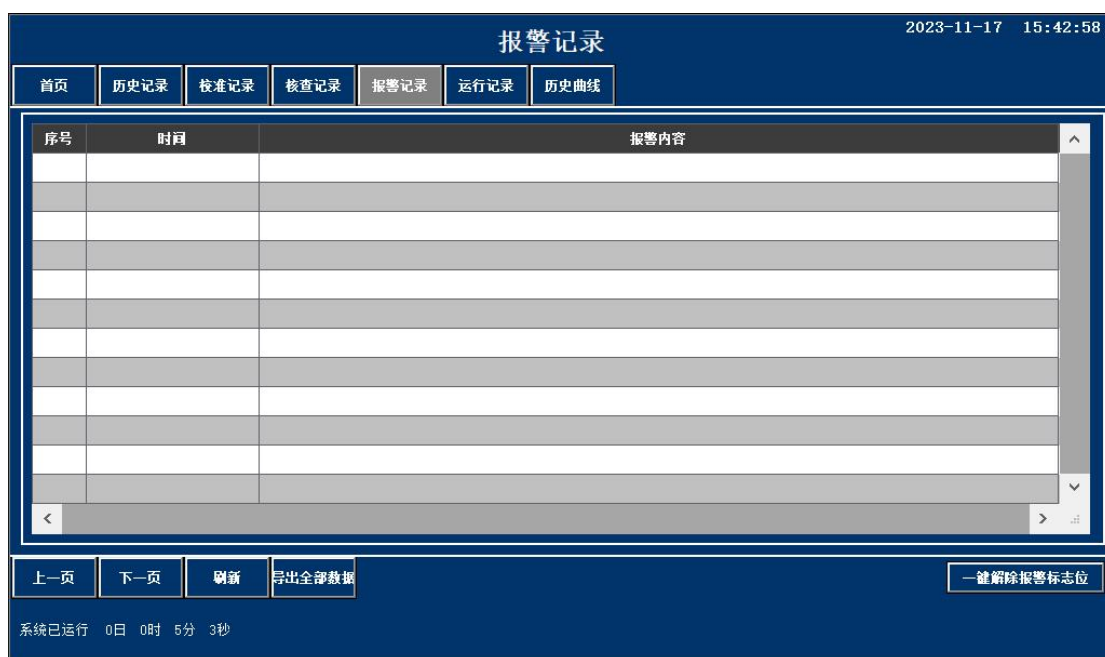 报警记录
2023-11-17 15:42:58
首页 历史记录 校准记录 核查记录 报警记录 运行记录 历史曲线
序号 时间 报警内容
上一页 下一页 刷新 导出全部数据 一键解除报警标志位
系统已运行 0日 0时 5分 3秒